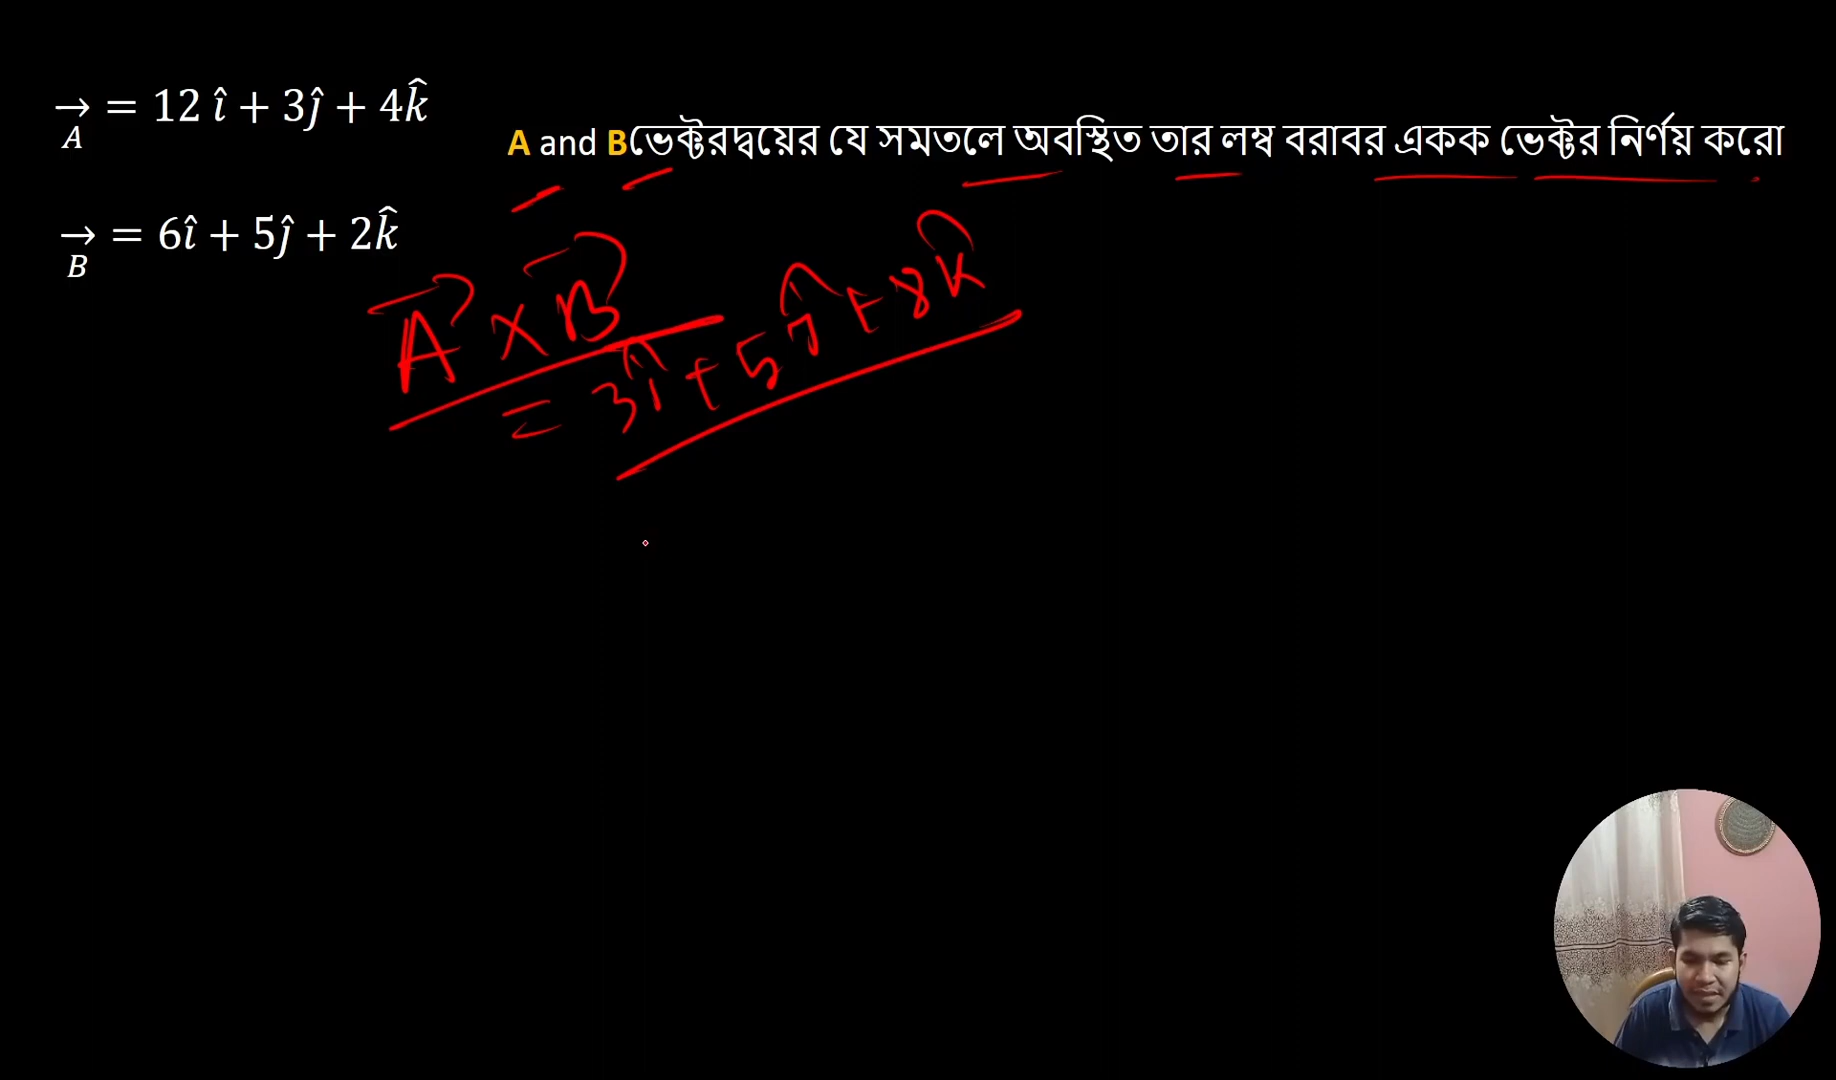 →A = 12 î + 3ĵ + 4k̂
A and B ভেক্টরদ্বয়ের যে সমতলে অবস্থিত তার লম্ব বরাবর একক ভেক্টর নির্ণয় করো
→B = 6î + 5ĵ + 2k̂
A⃗ × B⃗
= 3î + 5ĵ + 8k̂